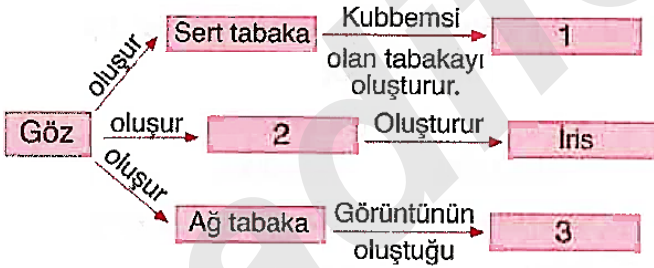 oluşur
Sert tabaka
Kubbemsi
olan tabakayı
oluşturur.
1
Göz
oluşur
2
Oluşturur
İris
oluşur
Ağ tabaka
Görüntünün
oluştuğu
3